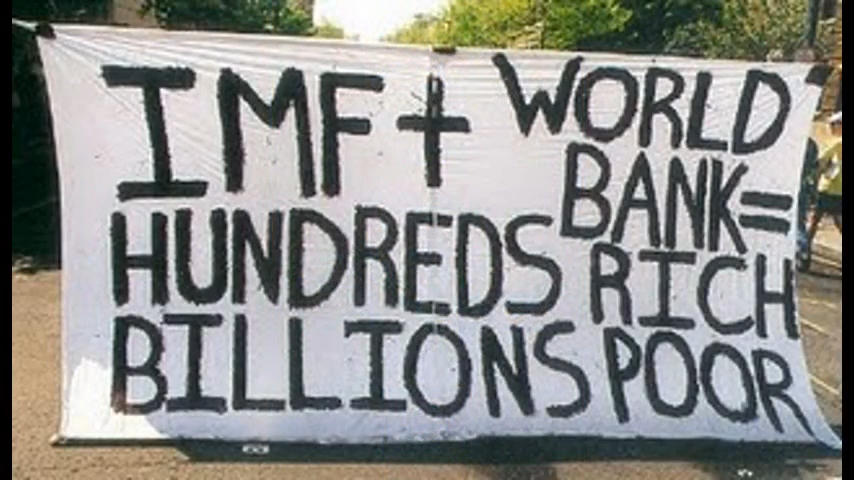 IMF + WORLD
BANK =
HUNDREDS RICH
BILLIONS POOR